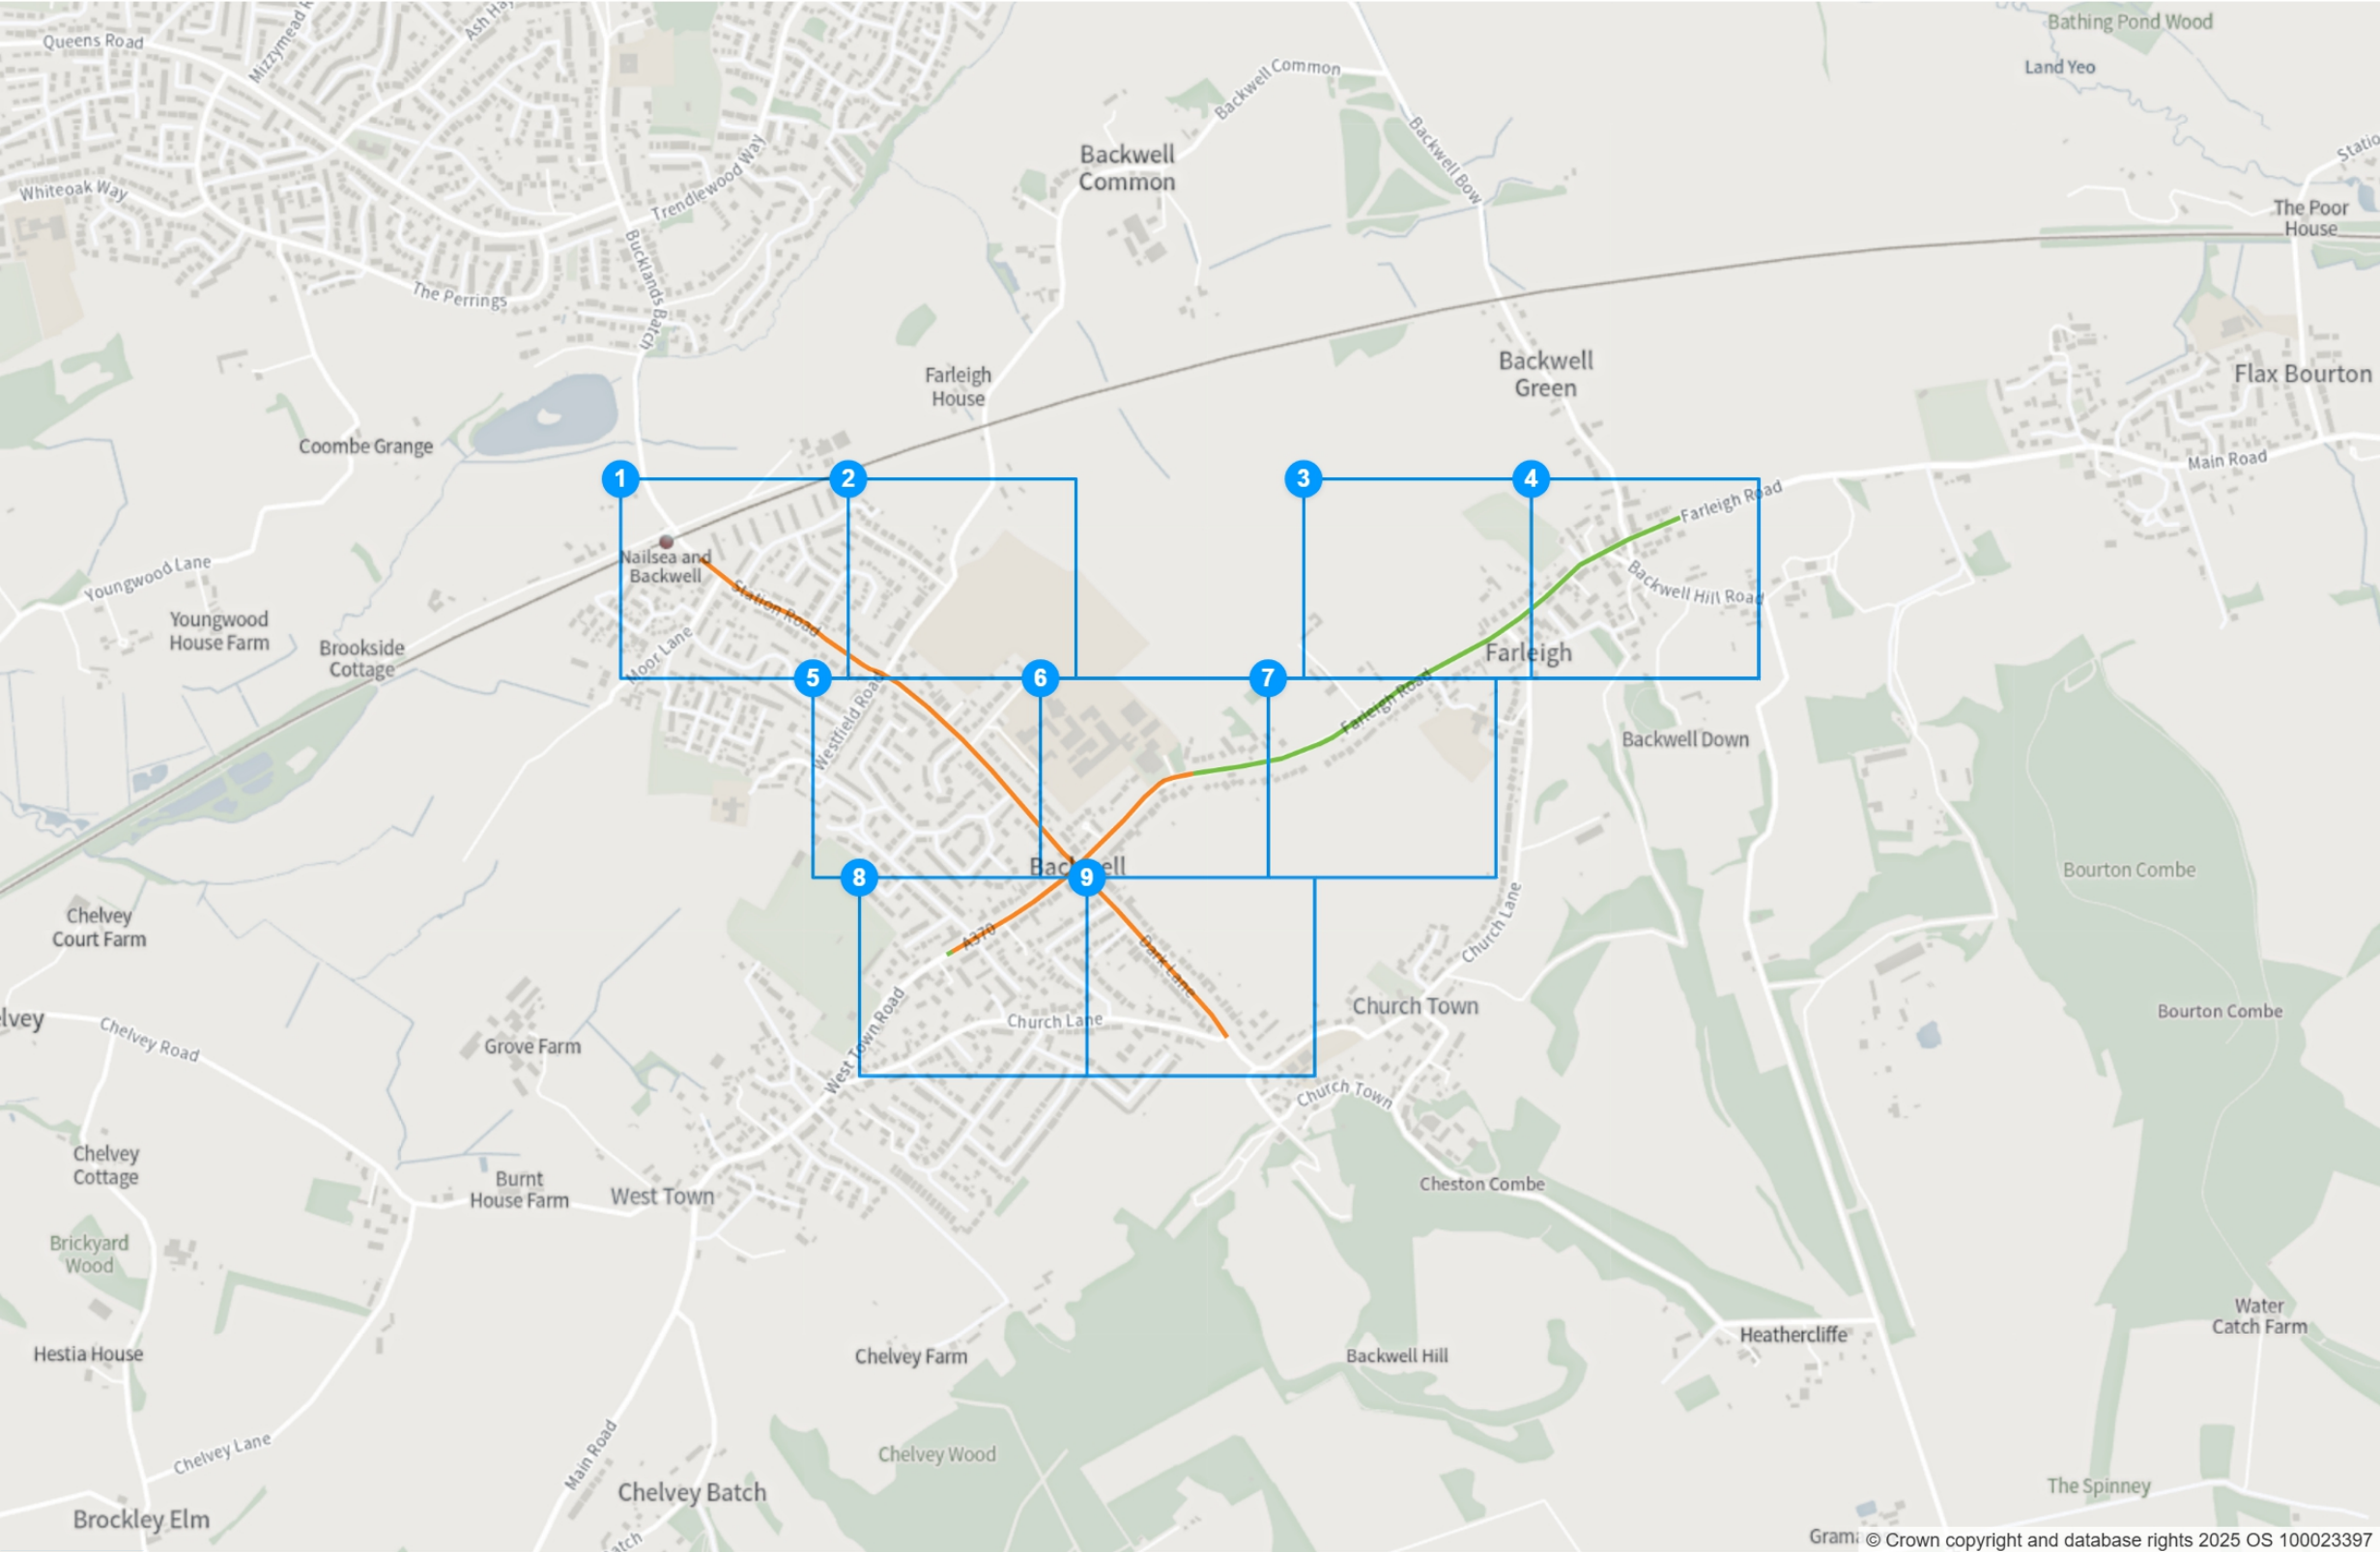 Queens Road
Ash Hay
Bathing Pond Wood
Land Yeo
Backwell Common
Backwell Bow
Backwell
Common
Whiteoak Way
Trendlewood Way
The Poor
House
Bucklands Batch
The Perrings
Farleigh
House
Backwell
Green
Flax Bourton
Coombe Grange
Main Road
1
2
3
4
Farleigh Road
Nailsea and
Backwell
Youngwood Lane
Station Road
Backwell Hill Road
Youngwood
House Farm
Brookside
Cottage
Moor Lane
Farleigh
5
6
7
Westfield Road
Farleigh Road
Backwell Down
Backwell
8
9
Bourton Combe
Chelvey
Court Farm
A370
Dark Lane
Church Lane
Church Town
elvey
Chelvey Road
Grove Farm
West Town Road
Church Lane
Bourton Combe
Church Town
Chelvey
Cottage
Burnt
House Farm
West Town
Cheston Combe
Brickyard
Wood
Water
Catch Farm
Heathercliffe
Hestia House
Chelvey Farm
Backwell Hill
Chelvey Lane
Main Road
Chelvey Wood
Chelvey Batch
The Spinney
Brockley Elm
atch
Grama
© Crown copyright and database rights 2025 OS 100023397